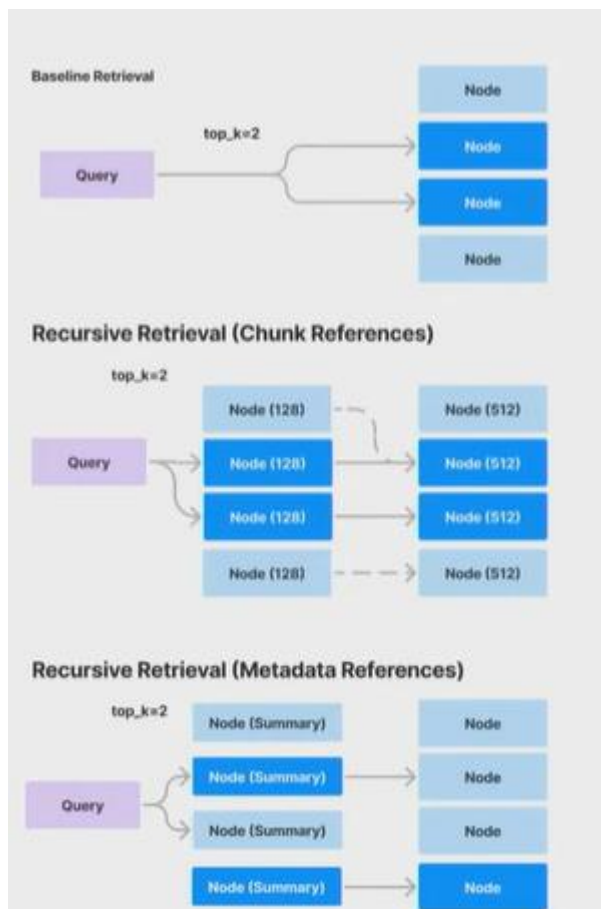 Baseline Retrieval
Node
top_k=2
Node
Query
Node
Node
Recursive Retrieval (Chunk References)
top_k=2
Node (128)
Node (512)
Query
Node (128)
Node (512)
Node (128)
Node (512)
Node (128)
Node (512)
Recursive Retrieval (Metadata References)
top_k=2
Node (Summary)
Node
Node (Summary)
Node
Query
Node (Summary)
Node
Node (Summary)
Node